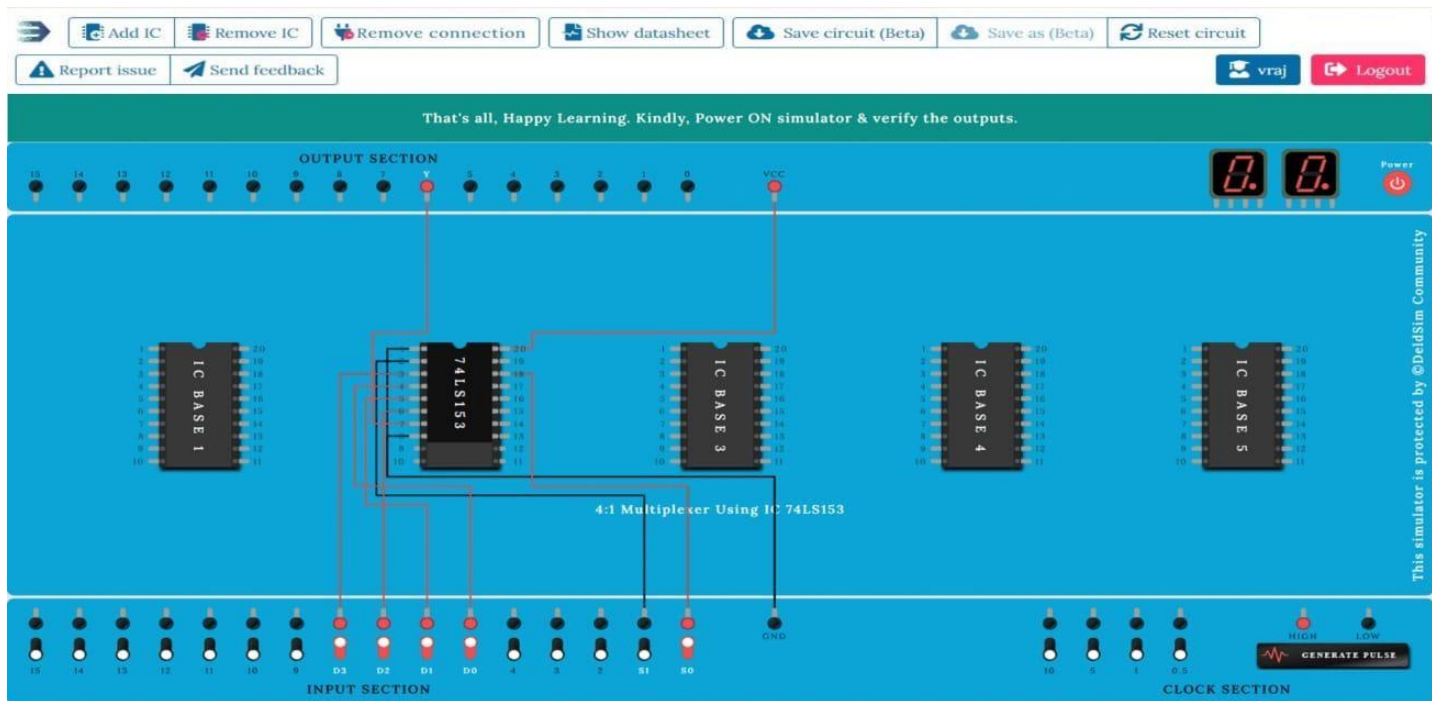 Add IC Remove IC Remove connection Show datasheet Save circuit (Beta) Save as (Beta) Reset circuit
Report issue Send feedback vraj Logout
That's all, Happy Learning. Kindly, Power ON simulator & verify the outputs.
OUTPUT SECTION
15 14 13 12 11 10 9 8 7 Y 5 4 3 2 1 0 VCC
8. 8.
Power
IC BASE 1
74LS153
IC BASE 3
IC BASE 4
IC BASE 5
4:1 Multiplexer Using IC 74LS153
This simulator is protected by ©DeldSim Community
GND
HIGH LOW
GENERATE PULSE
15 14 13 12 11 10 9 D3 D2 D1 D0 4 3 2 S1 S0
10 5 1 0.5
INPUT SECTION
CLOCK SECTION